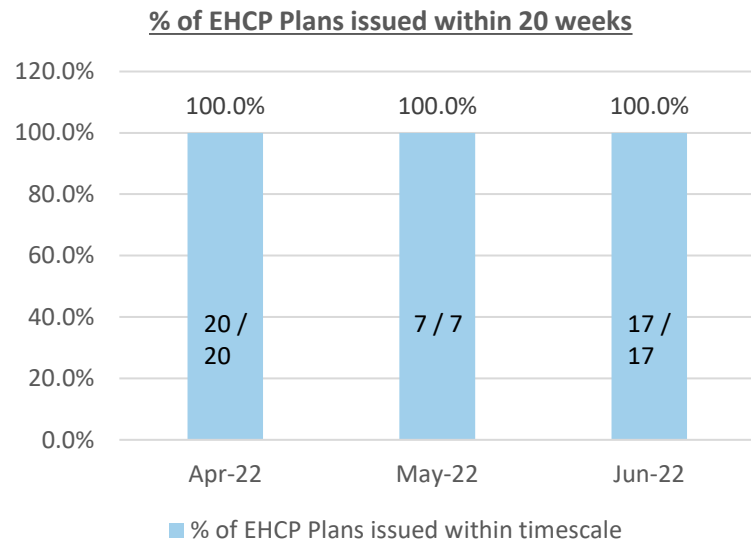 % of EHCP Plans issued within 20 weeks
120.0%
100.0%
80.0%
60.0%
40.0%
20.0%
0.0%
100.0%
100.0%
100.0%
20 /
20
7 / 7
17 /
17
Apr-22
May-22
Jun-22
% of EHCP Plans issued within timescale